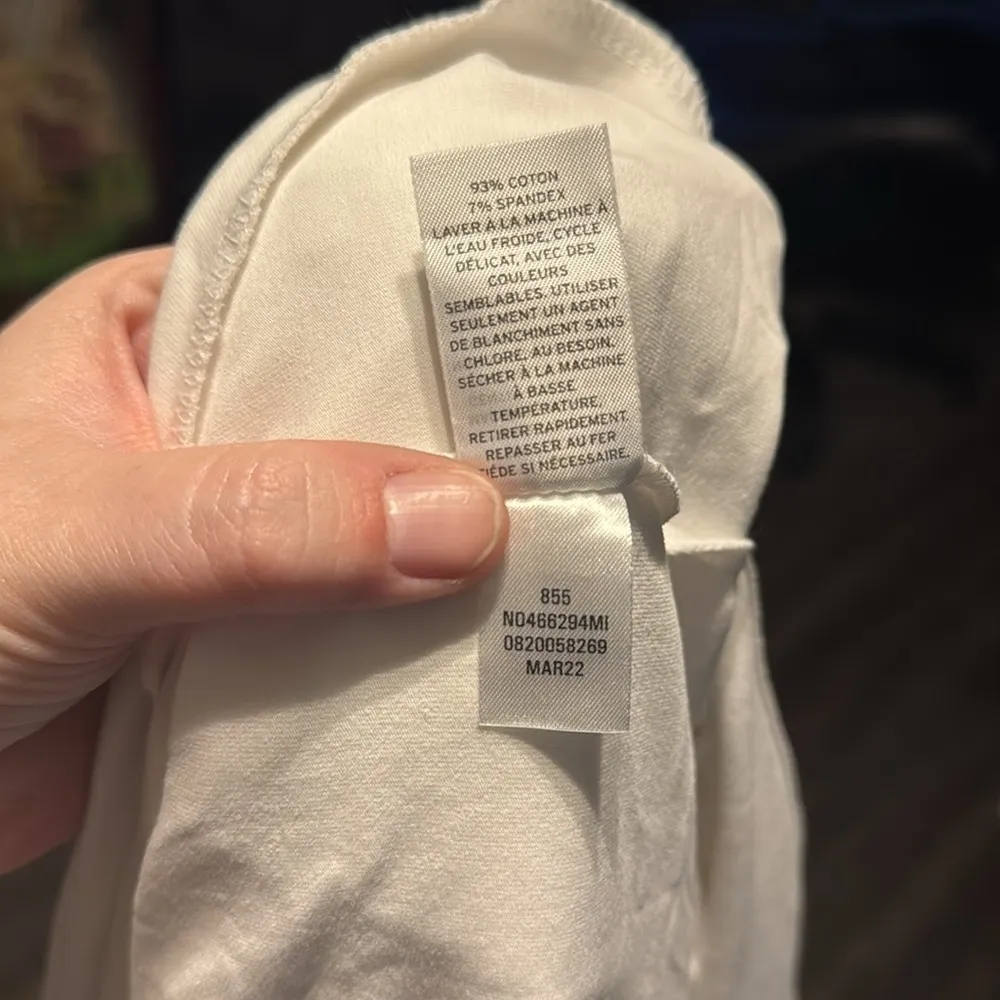 93% COTON
7% SPANDEX
LAVER À LA MACHINE À
L'EAU FROIDE, CYCLE
DÉLICAT, AVEC DES
COULEURS
SEMBLABLES. UTILISER
SEULEMENT UN AGENT
DE BLANCHIMENT SANS
CHLORE, AU BESOIN.
SÉCHER À LA MACHINE
À BASSE
TEMPÉRATURE,
RETIRER RAPIDEMENT.
REPASSER AU FER
TIÉDE SI NÉCESSAIRE.
855
N0466294MI
0820058269
MAR22